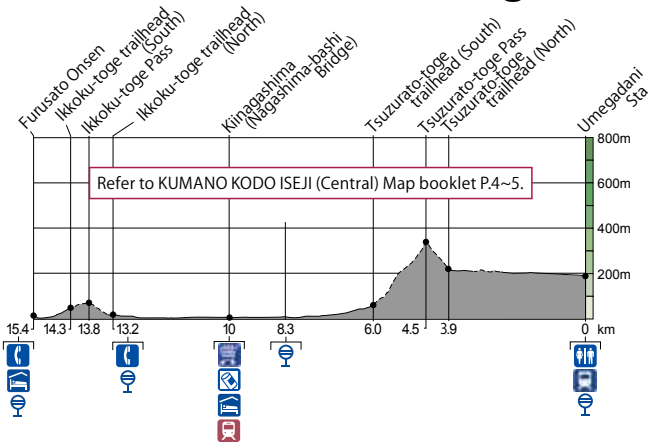 Furusato Onsen
Ikkoku-toge trailhead
(South)
Ikkoku-toge Pass
Ikkoku-toge trailhead
(North)
Kiinagashima
(Nagashima-bashi
Bridge)
Tsuzurato-toge
trailhead (South)
Tsuzurato-toge Pass
Tsuzurato-toge
trailhead (North)
Umegadani
Sta
800m
Refer to KUMANO KODO ISEJI (Central) Map booklet P.4~5.
600m
400m
200m
15.4 14.3 13.8 13.2 10 8.3 6.0 4.5 3.9 0 km